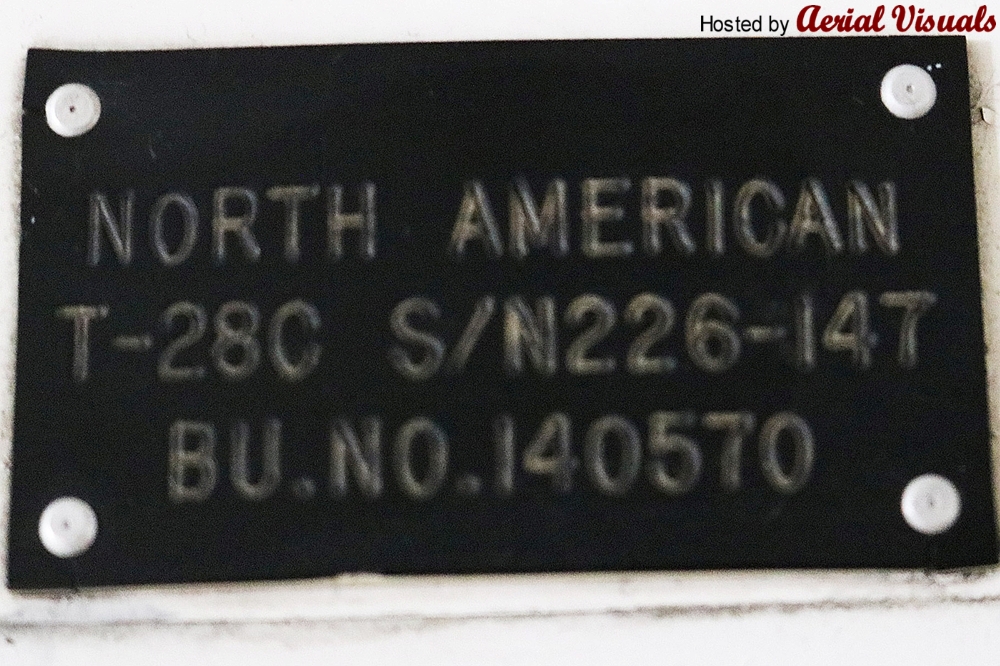 Hosted by Aerial Visuals
NORTH AMERICAN
T-28C S/N226-147
BU.NO.140570